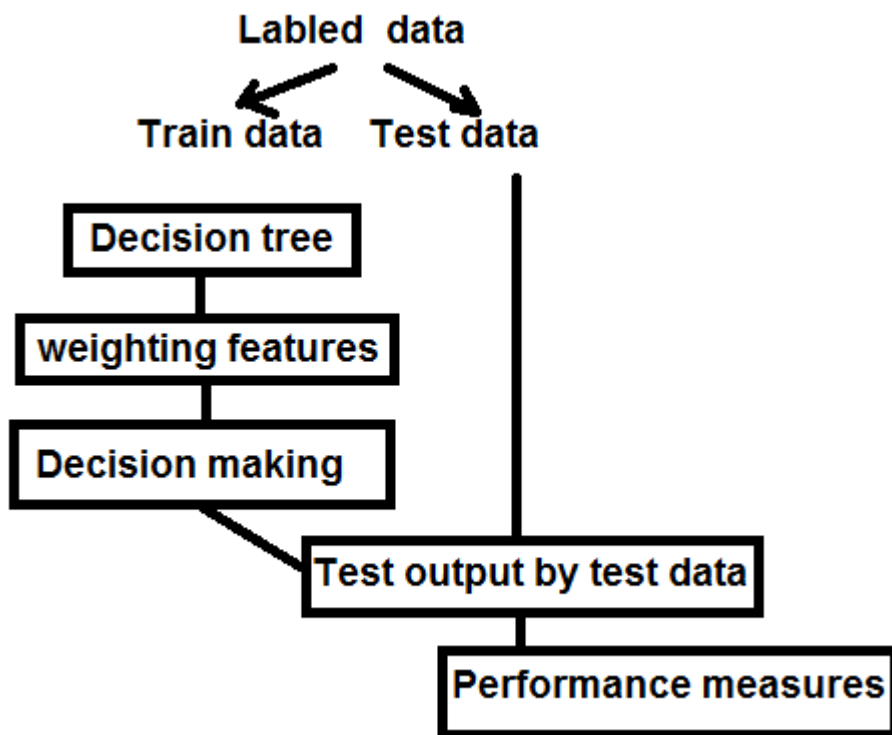 Labled data
Train data
Test data
Decision tree
weighting features
Decision making
Test output by test data
Performance measures